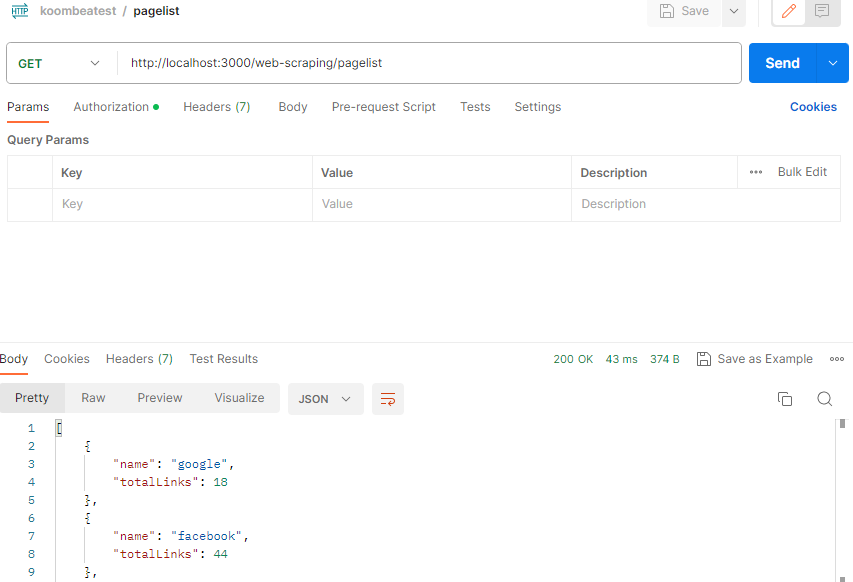 HTTP koombeatest / pagelist Save
GET http://localhost:3000/web-scraping/pagelist Send
Params Authorization Headers (7) Body Pre-request Script Tests Settings Cookies
Query Params
Key Value Description Bulk Edit
Key Value Description
Body Cookies Headers (7) Test Results 200 OK 43 ms 374 B Save as Example
Pretty Raw Preview Visualize JSON
1 [
2 {
3 "name": "google",
4 "totalLinks": 18
5 },
6 {
7 "name": "facebook",
8 "totalLinks": 44
9 },